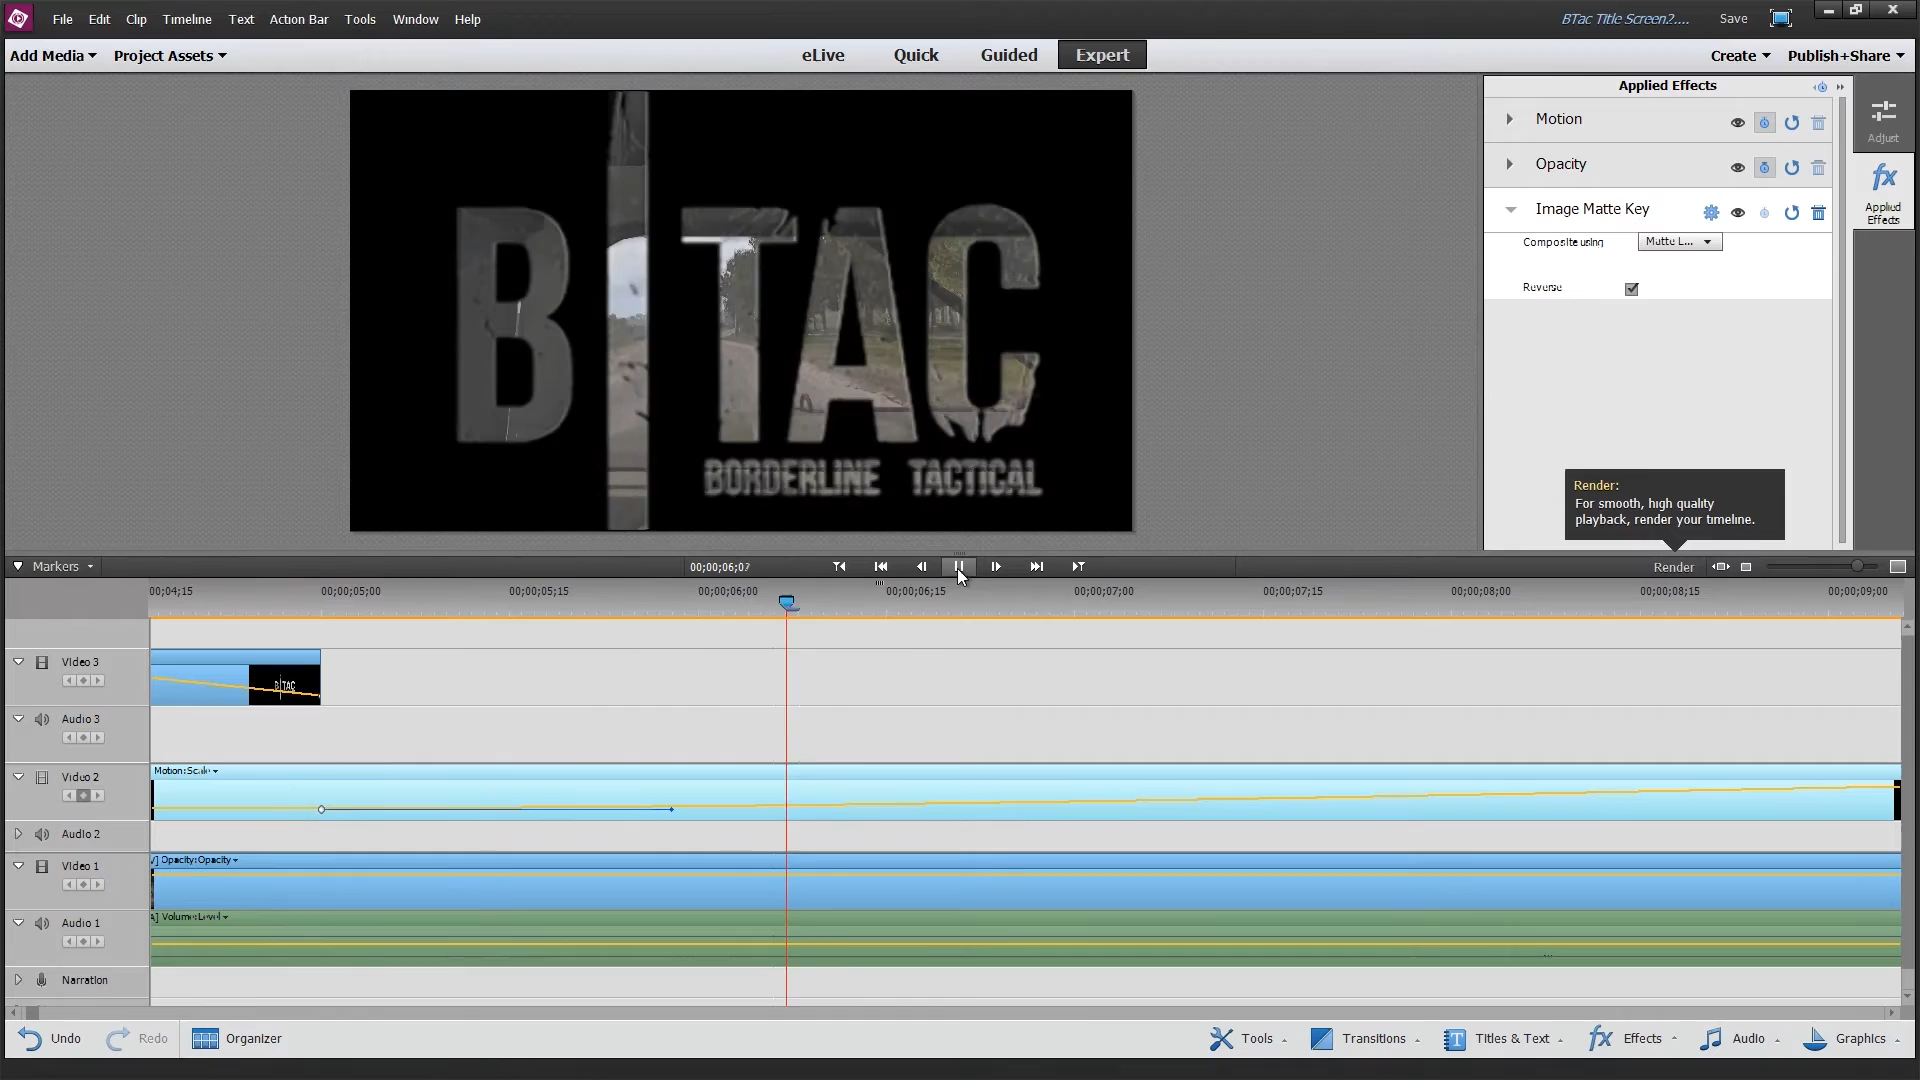 File Edit Clip Timeline Text Action Bar Tools Window Help
BTac Title Screen2.... Save
Add Media Project Assets
eLive Quick Guided Expert
Create Publish+Share
Applied Effects
Motion
Opacity
Image Matte Key
Composite using Matte L...
Reverse
Adjust
fx
Applied
Effects
B TAC
BORDERLINE TACTICAL
Render:
For smooth, high quality
playback, render your timeline.
Markers
00;00;06;07
Render
00;04;15 00;00;05;00 00;00;05;15 00;00;06;00 00;00;06;15 00;00;07;00 00;00;07;15 00;00;08;00 00;00;08;15 00;00;09;00
Video 3
B TAC
Audio 3
Motion:Scale
Video 2
Audio 2
V] Opacity:Opacity
Video 1
A] Volume:Level
Audio 1
Narration
Undo Redo Organizer
Tools Transitions T Titles & Text fx Effects Audio Graphics